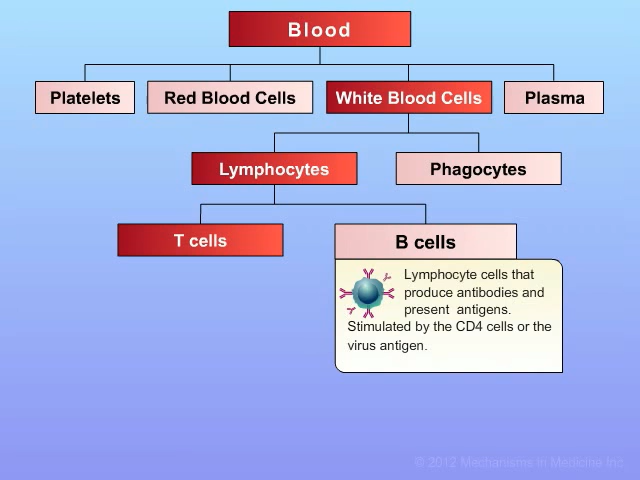 Blood
Platelets
Red Blood Cells
White Blood Cells
Plasma
Lymphocytes
Phagocytes
T cells
B cells
Lymphocyte cells that
produce antibodies and
present antigens.
Stimulated by the CD4 cells or the
virus antigen.
© 2012 Mechanisms in Medicine Inc.